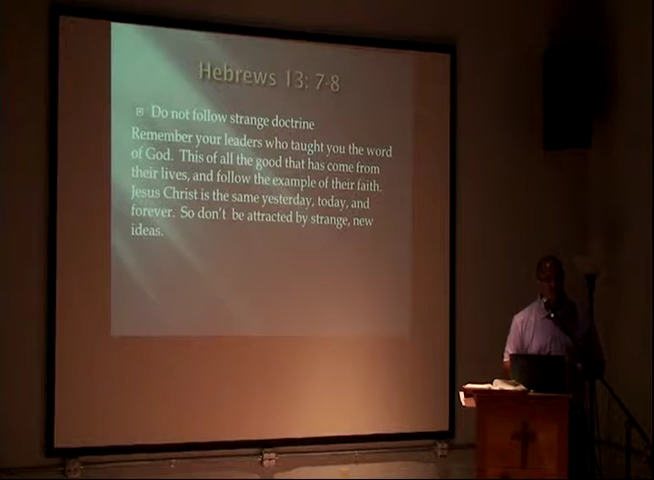 Hebrews 13: 7-8
Do not follow strange doctrine
Remember your leaders who taught you the word
of God. This of all the good that has come from
their lives, and follow the example of their faith.
Jesus Christ is the same yesterday, today, and
forever. So don't be attracted by strange, new
ideas.